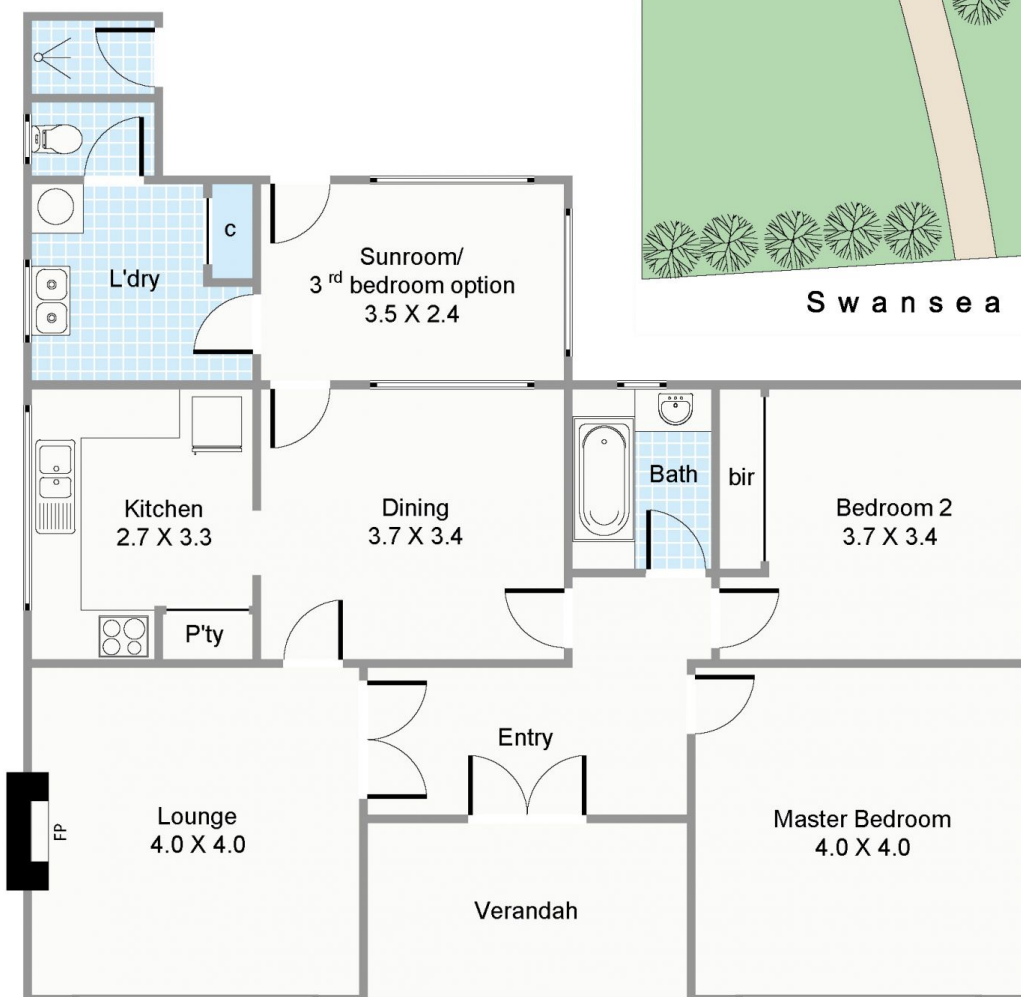 c
L'dry
Sunroom/
3 rd bedroom option
3.5 X 2.4
Swansea
Kitchen
2.7 X 3.3
P'ty
Dining
3.7 X 3.4
Bath
bir
Bedroom 2
3.7 X 3.4
Entry
FP
Lounge
4.0 X 4.0
Master Bedroom
4.0 X 4.0
Verandah